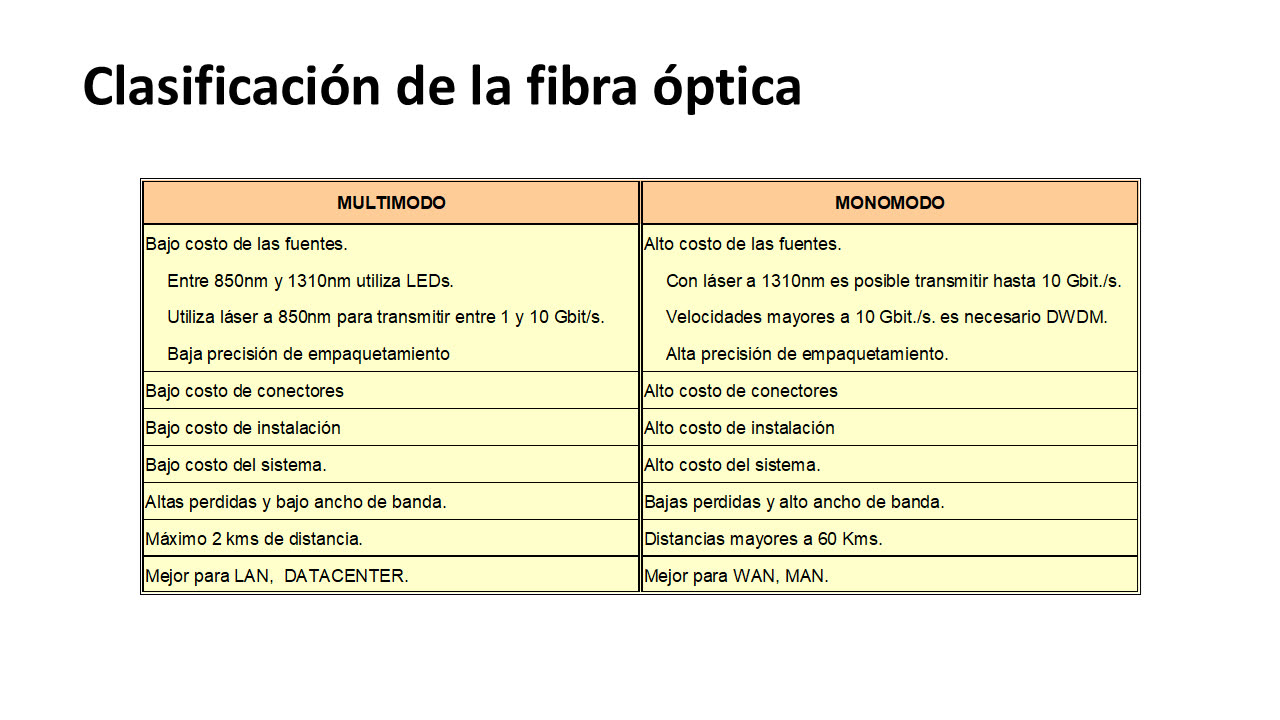 Clasificación de la fibra óptica
MULTIMODO
MONOMODO
Bajo costo de las fuentes.
Entre 850nm y 1310nm utiliza LEDs.
Utiliza láser a 850nm para transmitir entre 1 y 10 Gbit/s.
Baja precisión de empaquetamiento
Alto costo de las fuentes.
Con láser a 1310nm es posible transmitir hasta 10 Gbit./s.
Velocidades mayores a 10 Gbit./s. es necesario DWDM.
Alta precisión de empaquetamiento.
Bajo costo de conectores
Alto costo de conectores
Bajo costo de instalación
Alto costo de instalación
Bajo costo del sistema.
Alto costo del sistema.
Altas perdidas y bajo ancho de banda.
Bajas perdidas y alto ancho de banda.
Máximo 2 kms de distancia.
Distancias mayores a 60 Kms.
Mejor para LAN,  DATACENTER.
Mejor para WAN, MAN.